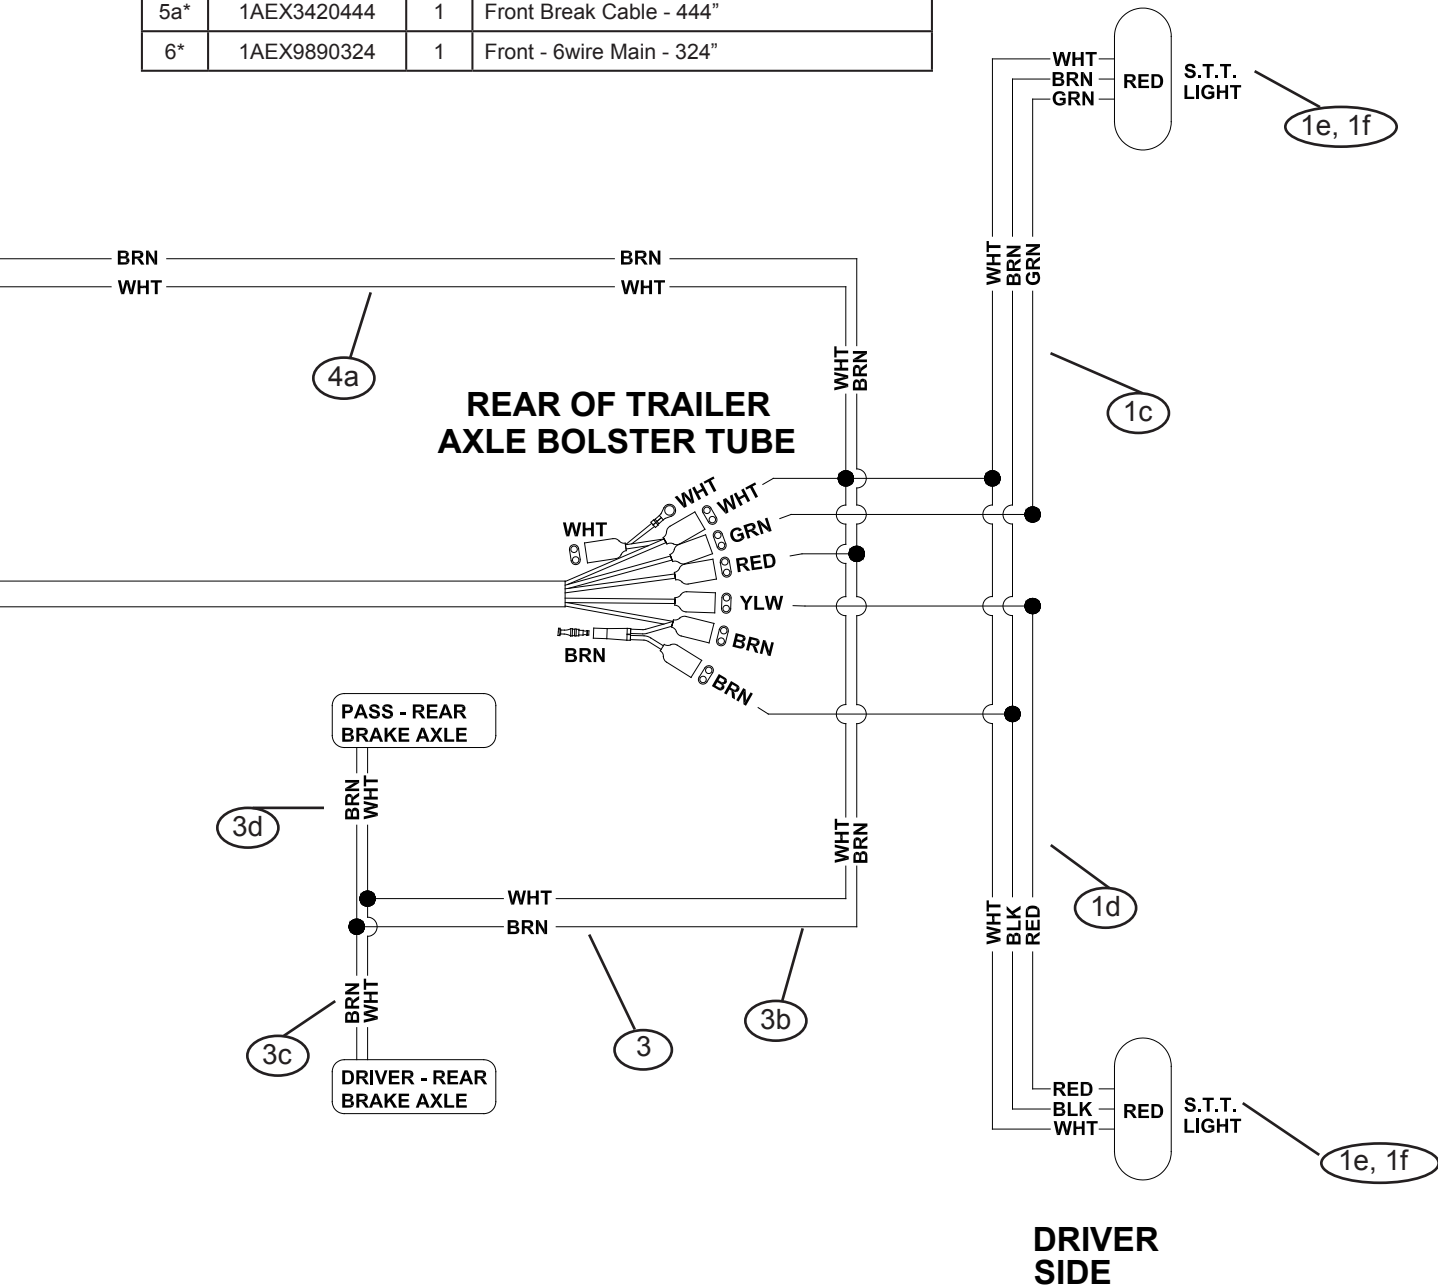 5a* 1AEX3420444 1 Front Break Cable - 444”
6* 1AEX9890324 1 Front - 6wire Main - 324”
WHT
BRN
GRN
RED
S.T.T.
LIGHT
1e, 1f
BRN
BRN
WHT
WHT
WHT
BRN
GRN
4a
WHT
BRN
1c
REAR OF TRAILER
AXLE BOLSTER TUBE
WHT
WHT
WHT
GRN
RED
YLW
BRN
BRN
BRN
PASS - REAR
BRAKE AXLE
BRN
WHT
3d
WHT
BRN
WHT
BRN
WHT
BLK
RED
1d
BRN
WHT
3c
3
3b
DRIVER - REAR
BRAKE AXLE
RED
BLK
WHT
RED
S.T.T.
LIGHT
1e, 1f
DRIVER
SIDE